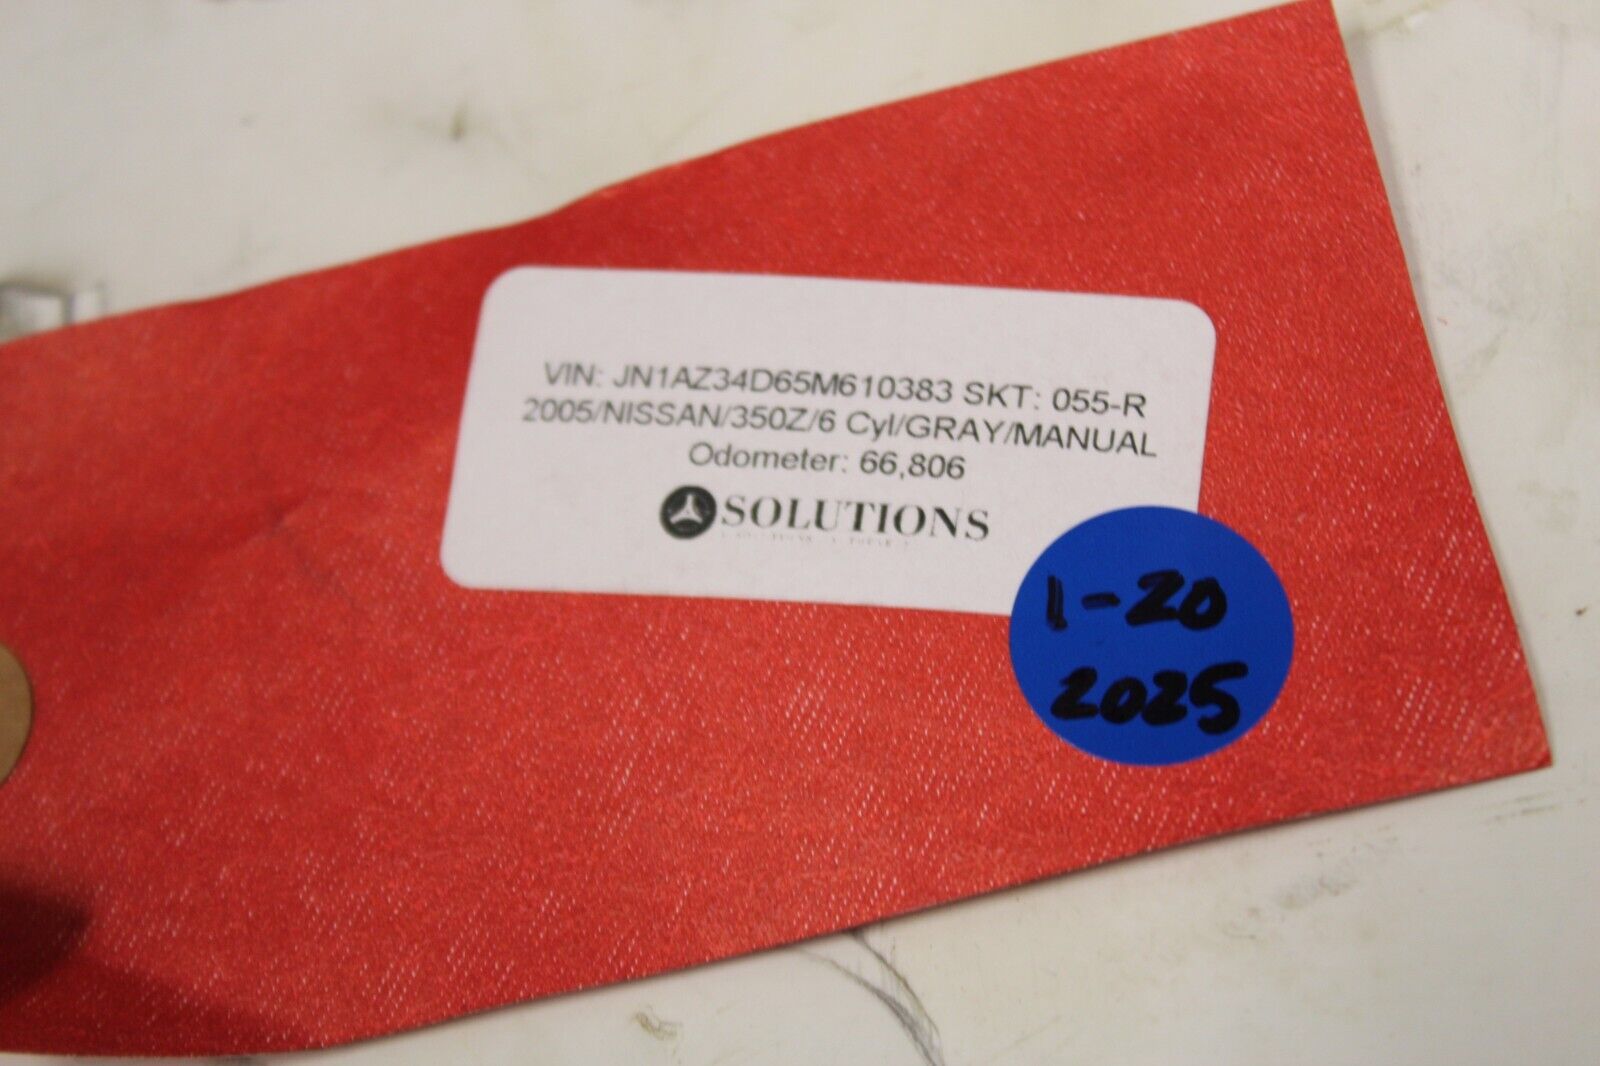 VIN: JN1AZ34D65M610383 SKT: 055-R
2005/NISSAN/350Z/6 Cyl/GRAY/MANUAL
Odometer: 66,806
SOLUTIONS
1-20
2025